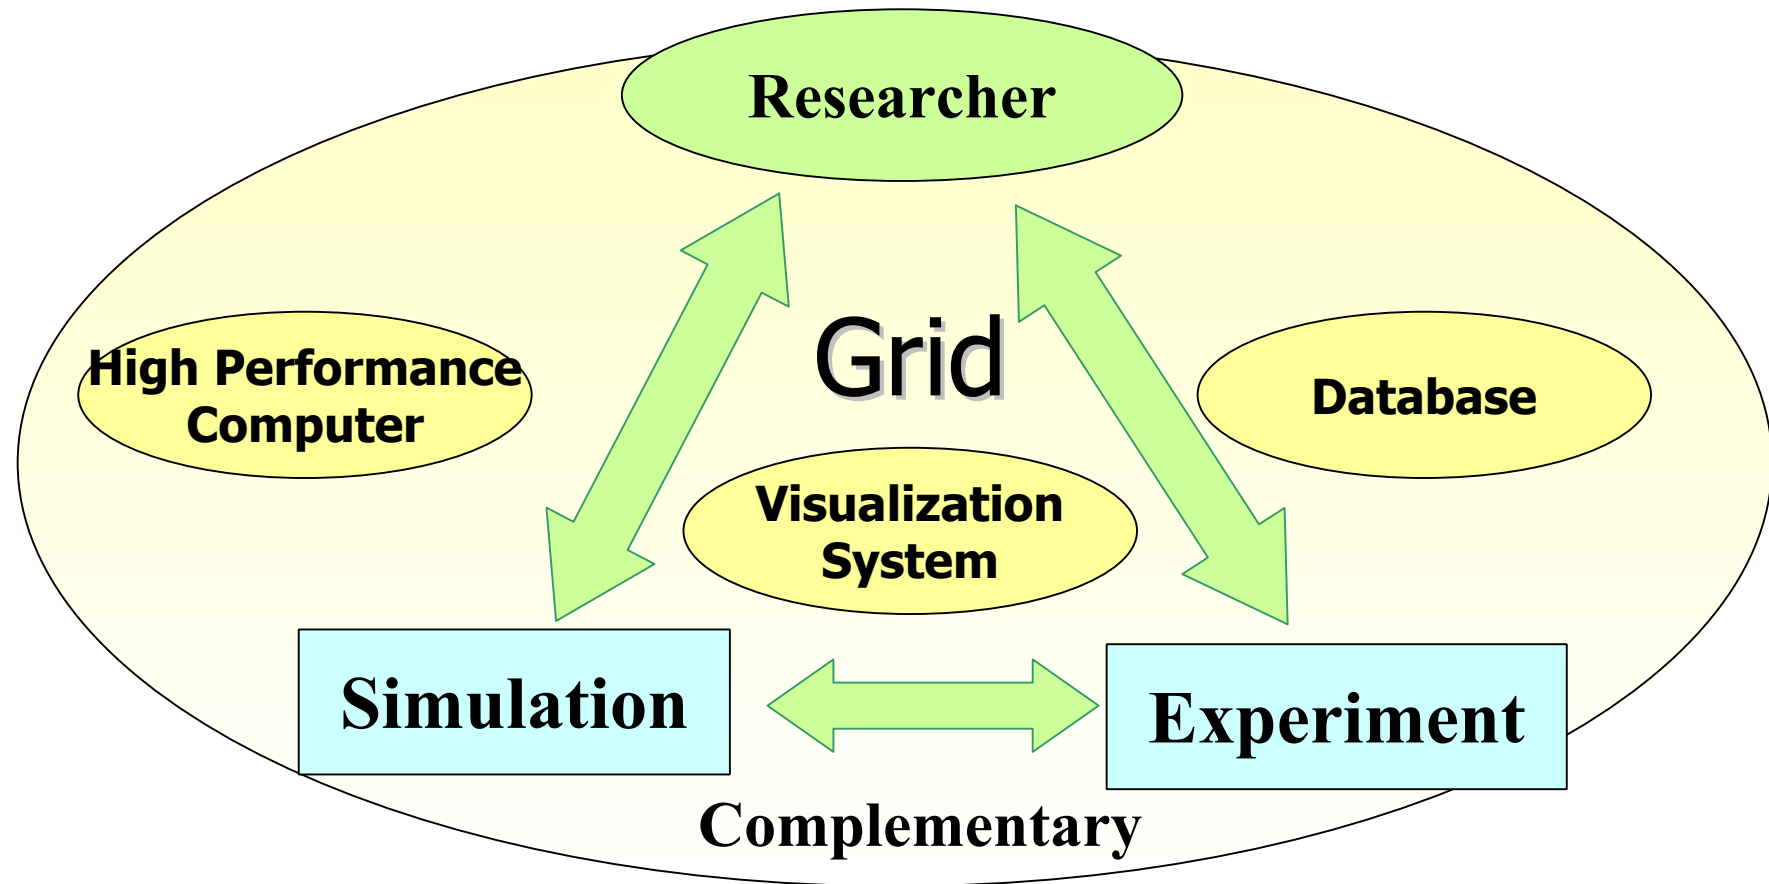 Researcher
Grid
High Performance
Computer
Database
Visualization
System
Simulation
Experiment
Complementary